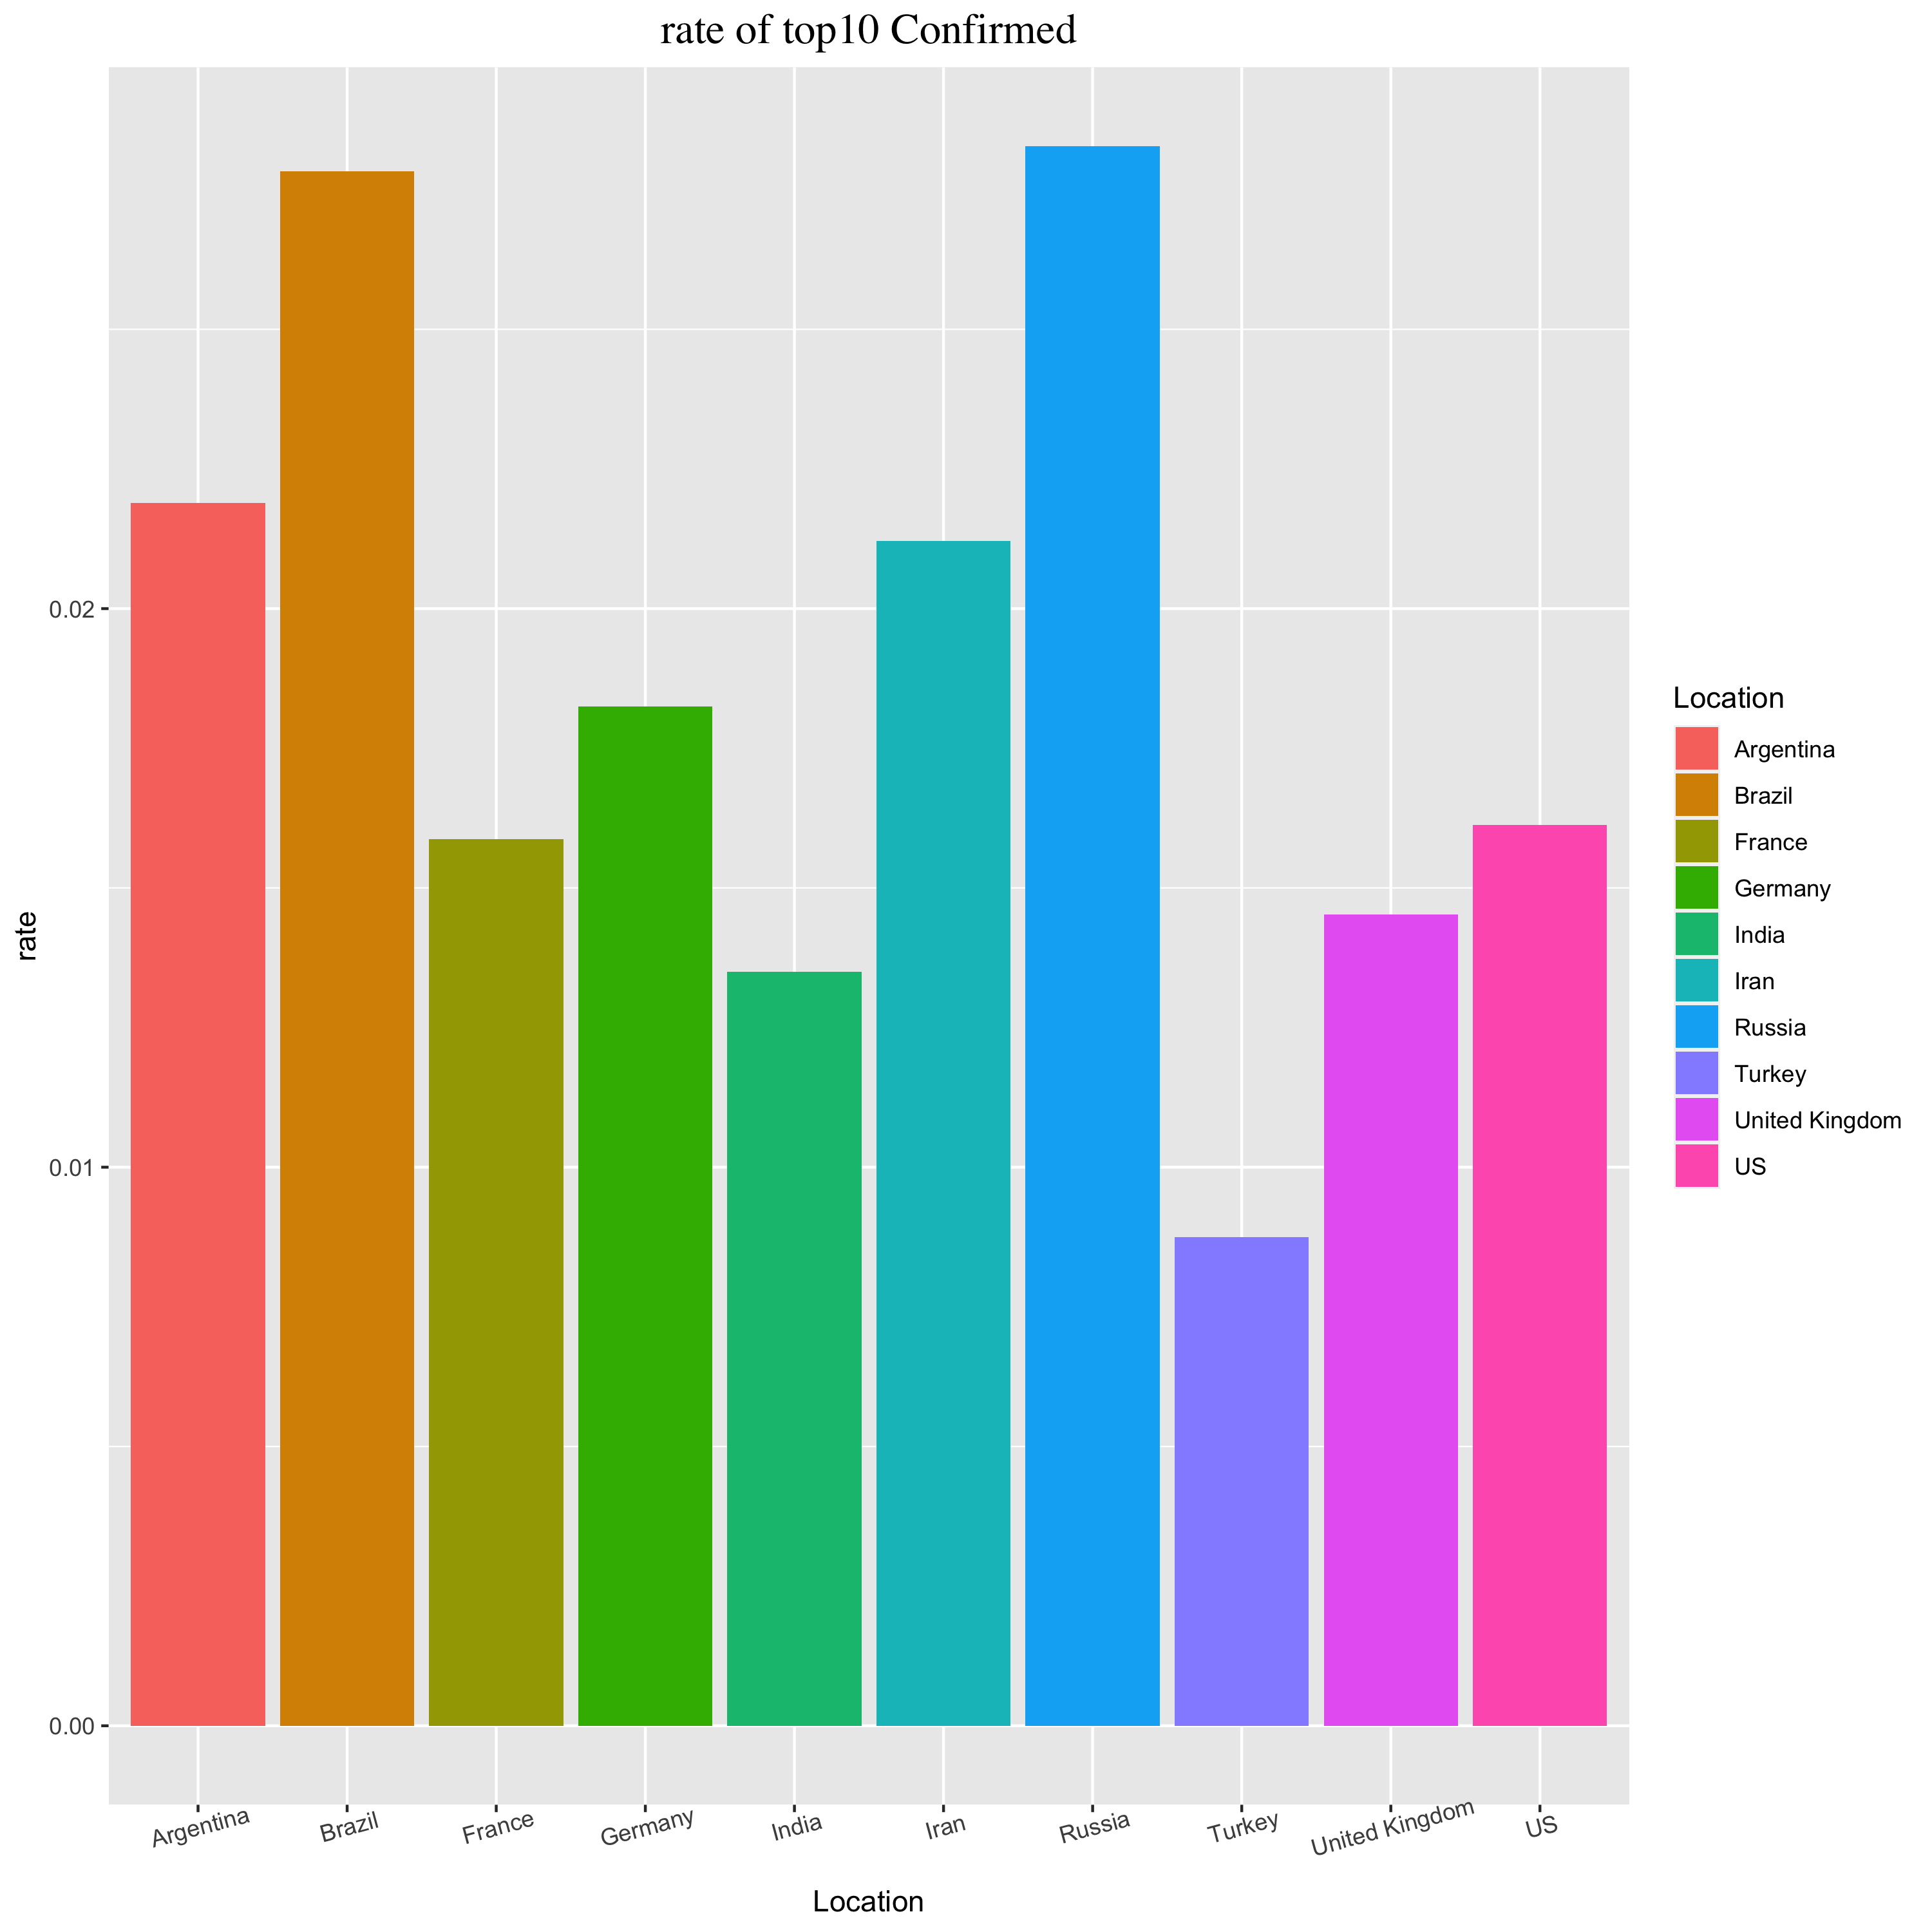 rate of top10 Confirmed
rate
0.02
0.01
0.00
Argentina
Brazil
France
Germany
India
Iran
Russia
Turkey
United Kingdom
US
Location
Location
Argentina
Brazil
France
Germany
India
Iran
Russia
Turkey
United Kingdom
US